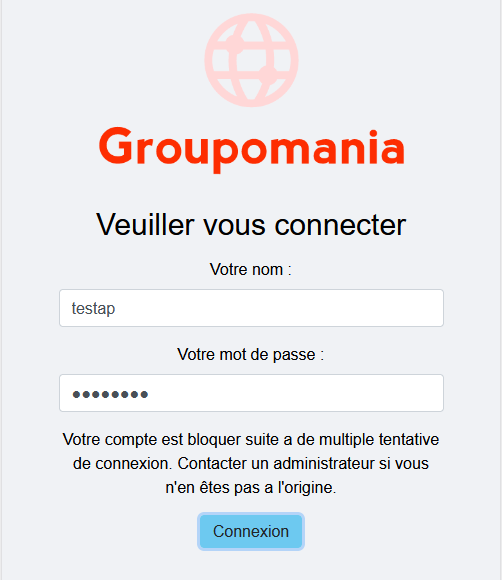 Groupomania
Veuiller vous connecter
Votre nom :
testap
Votre mot de passe :
••••••••
Votre compte est bloquer suite a de multiple tentative
de connexion. Contacter un administrateur si vous
n'en êtes pas a l'origine.
Connexion